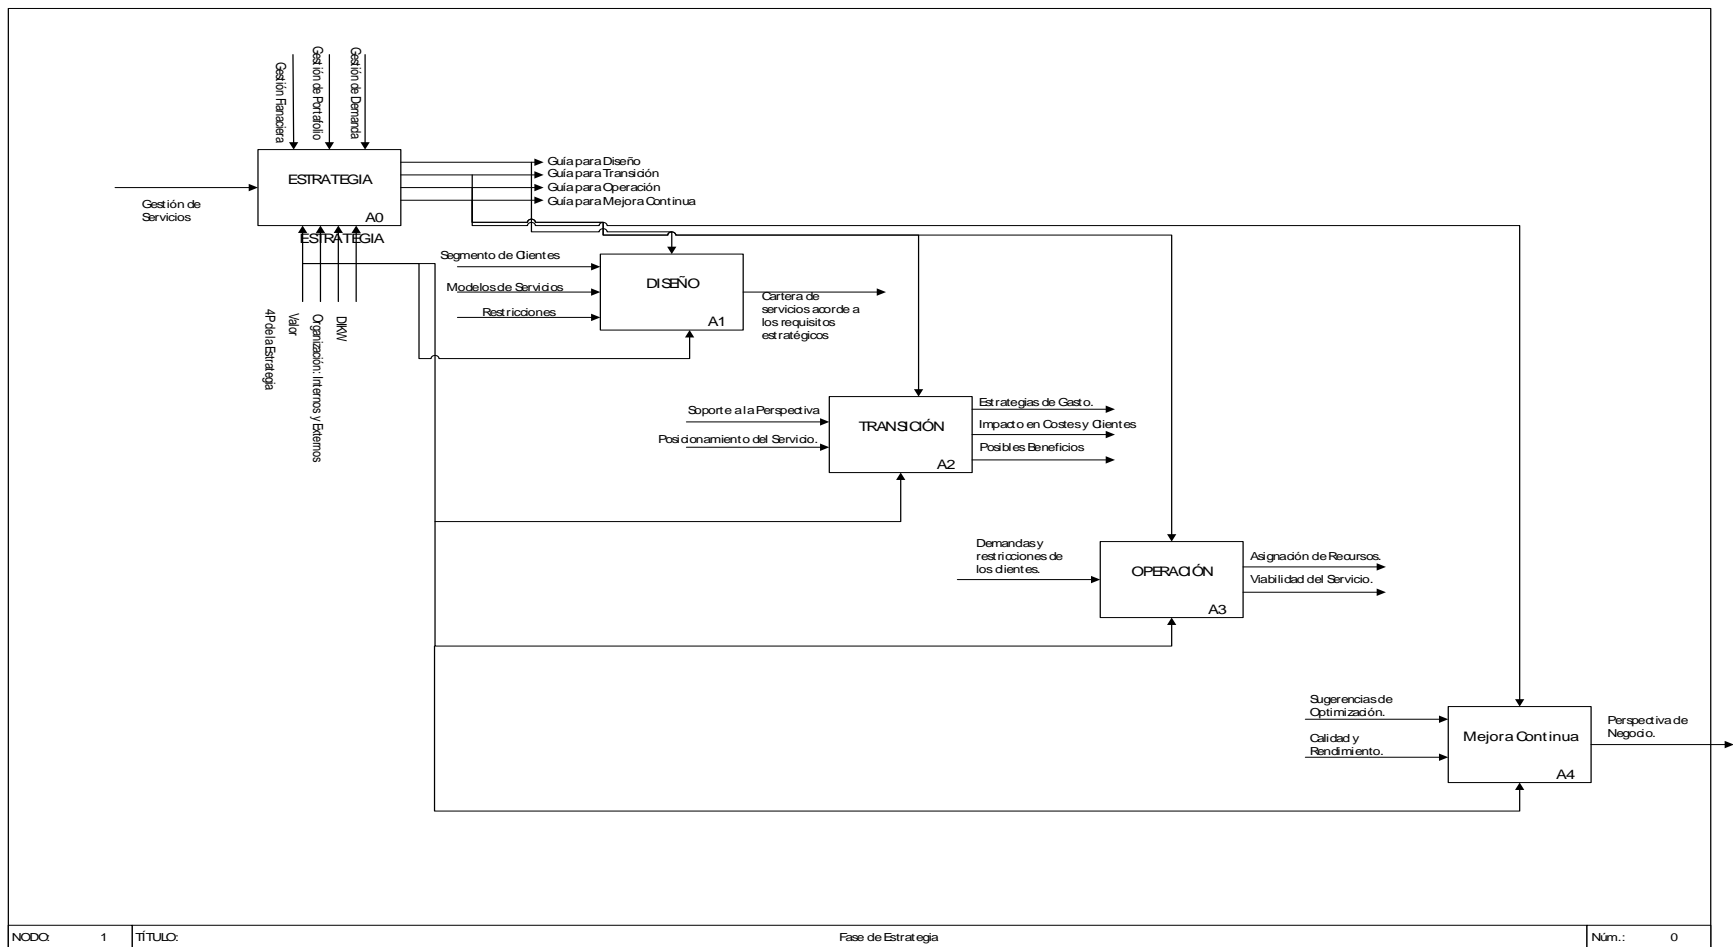 Gestión Fianaciera
Gestión de Portafolio
Gestión de Demanda
ESTRATEGIA
A0
ESTRATEGIA
Gestión de
Servicios
Guía para Diseño
Guía para Transición
Guía para Operación
Guía para Mejora Continua
4P de la Estrategia
Valor
Organización: Internos y Externos
DIKW
Segmento de Clientes
Modelos de Servicios
Restricciones
DISEÑO
A1
Cartera de
servicios acorde a
los requisitos
estratégicos
Soporte a la Perspectiva
Posicionamiento del Servicio.
TRANSICIÓN
A2
Estrategias de Gasto.
Impacto en Costes y Clientes
Posibles Beneficios
Demandas y
restricciones de
los clientes.
OPERACIÓN
A3
Asignación de Recursos.
Viabilidad del Servicio.
Sugerencias de
Optimización.
Calidad y
Rendimiento.
Mejora Continua
A4
Perspectiva de
Negocio.
NODO: 1 TÍTULO: Fase de Estrategia Núm.: 0